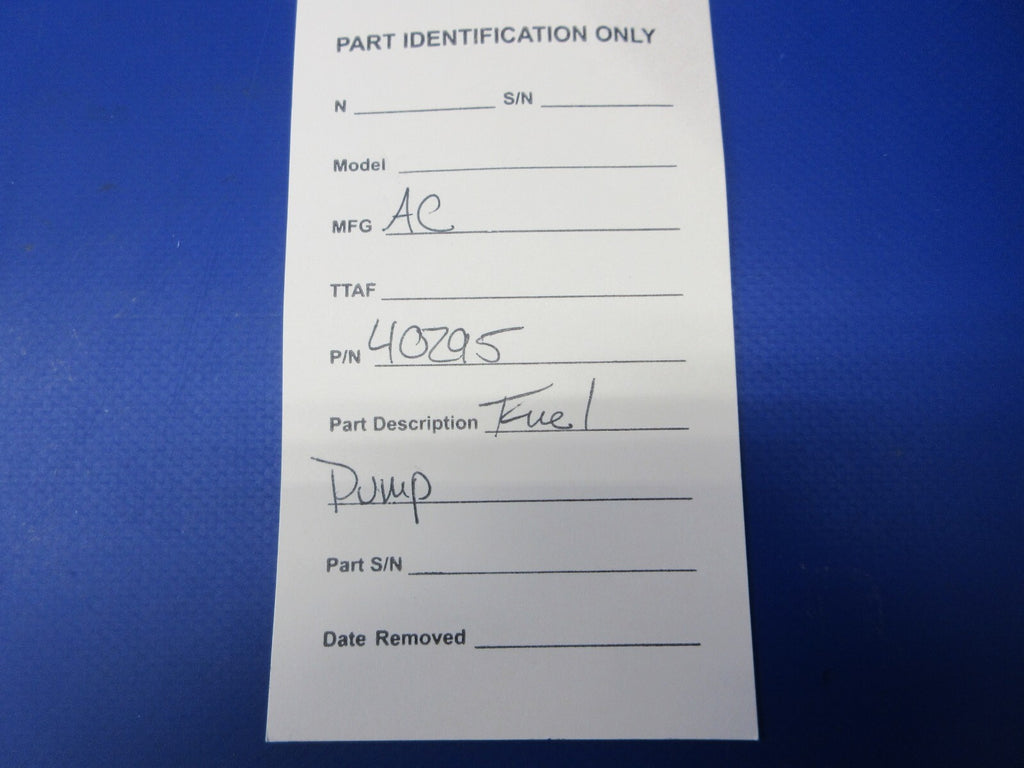 PART IDENTIFICATION ONLY
N S/N
Model
MFG AC
TTAF
P/N 40295
Part Description Fuel
Pump
Part S/N
Date Removed